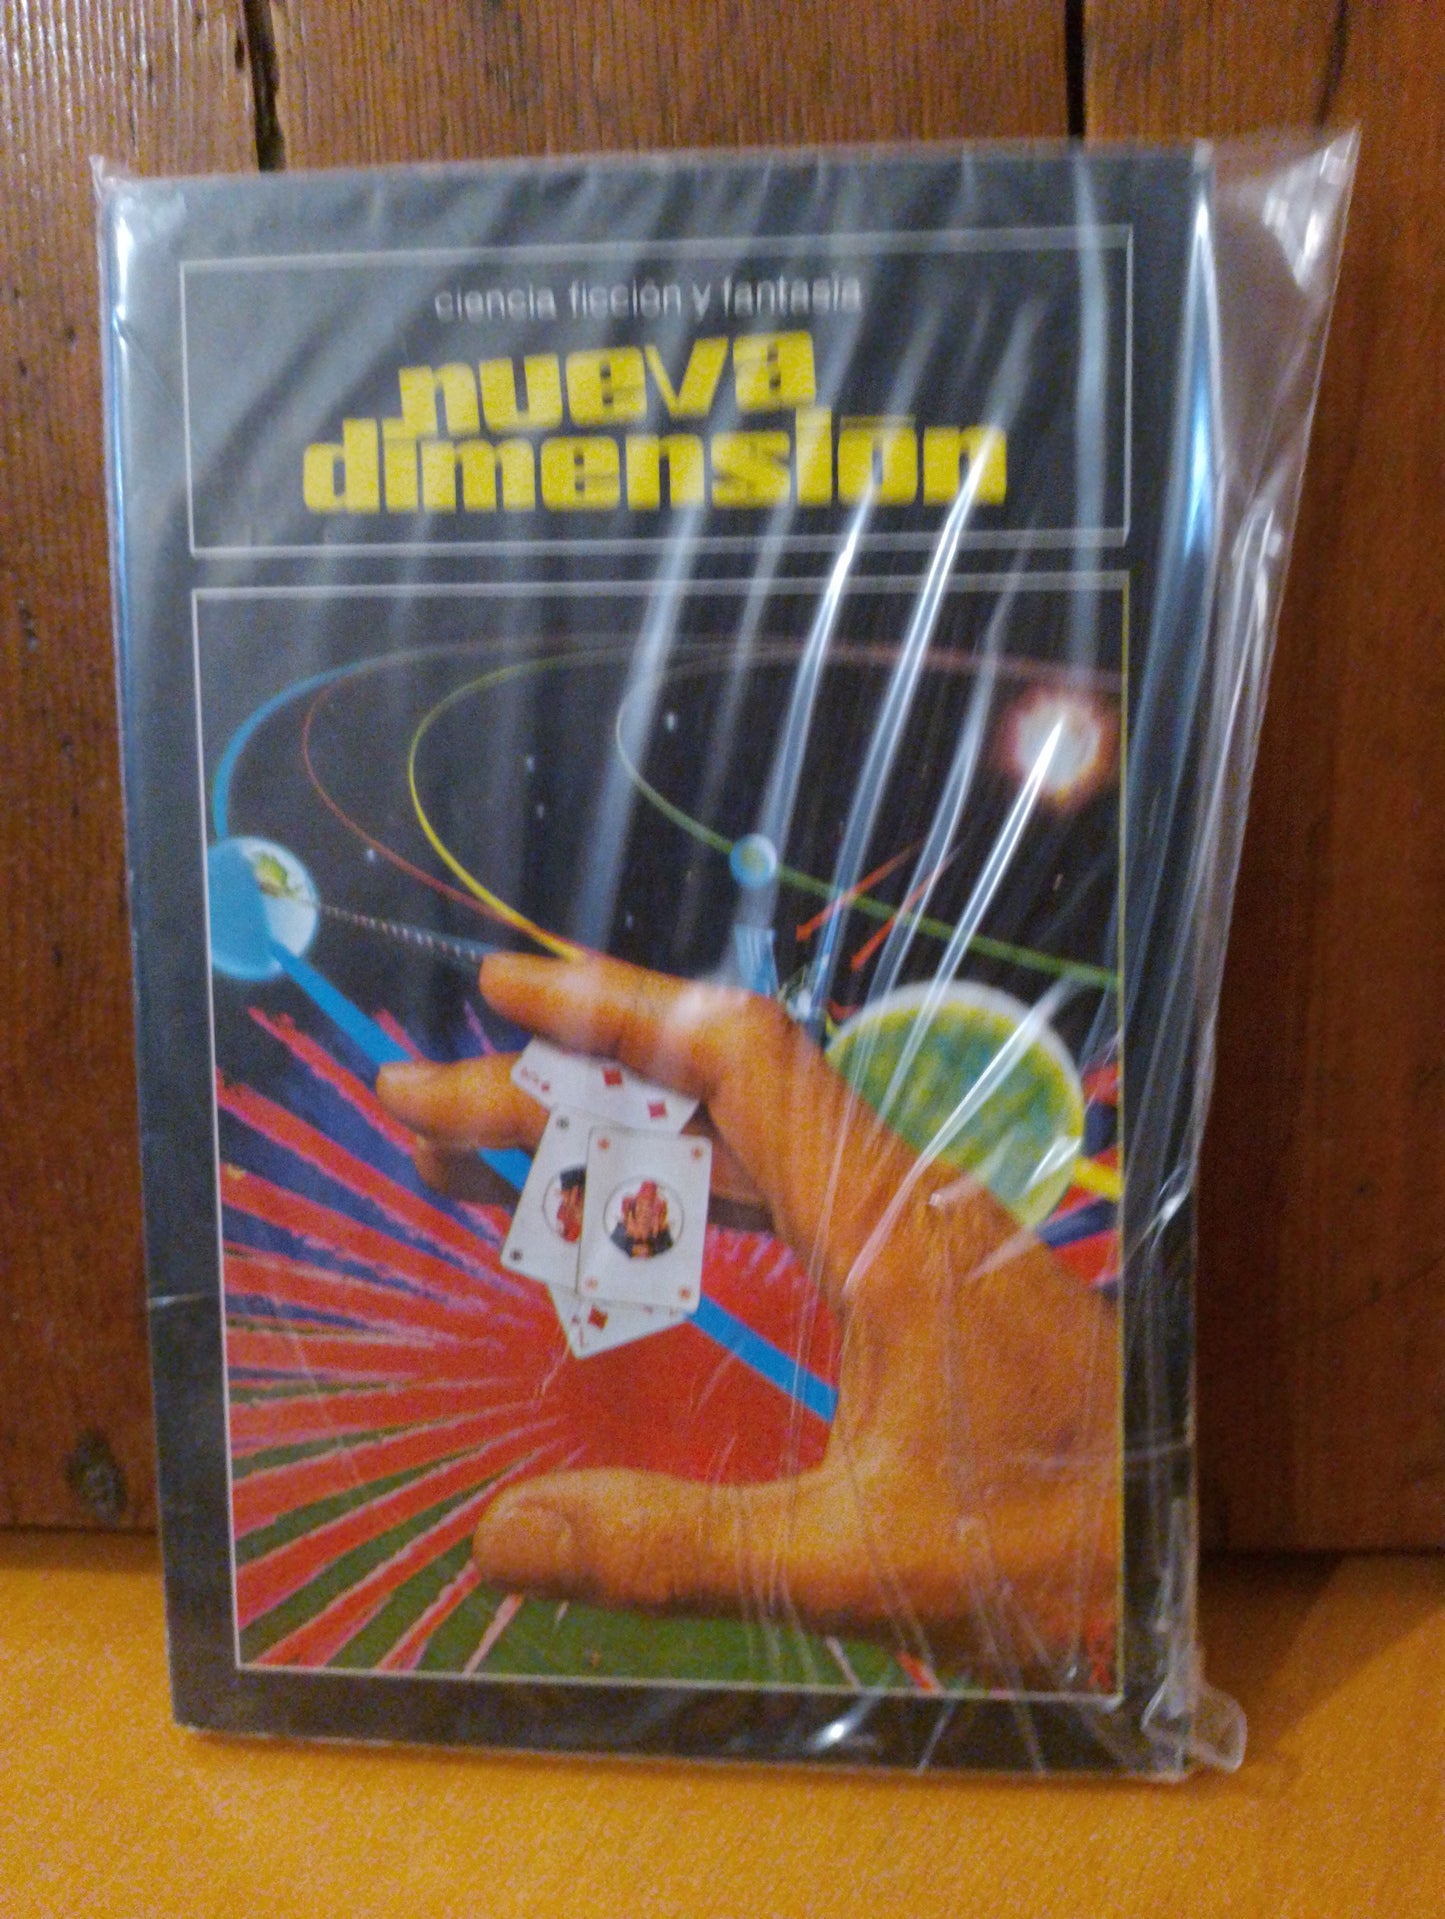 ciencia ficción y fantasía
nueva
dimensión